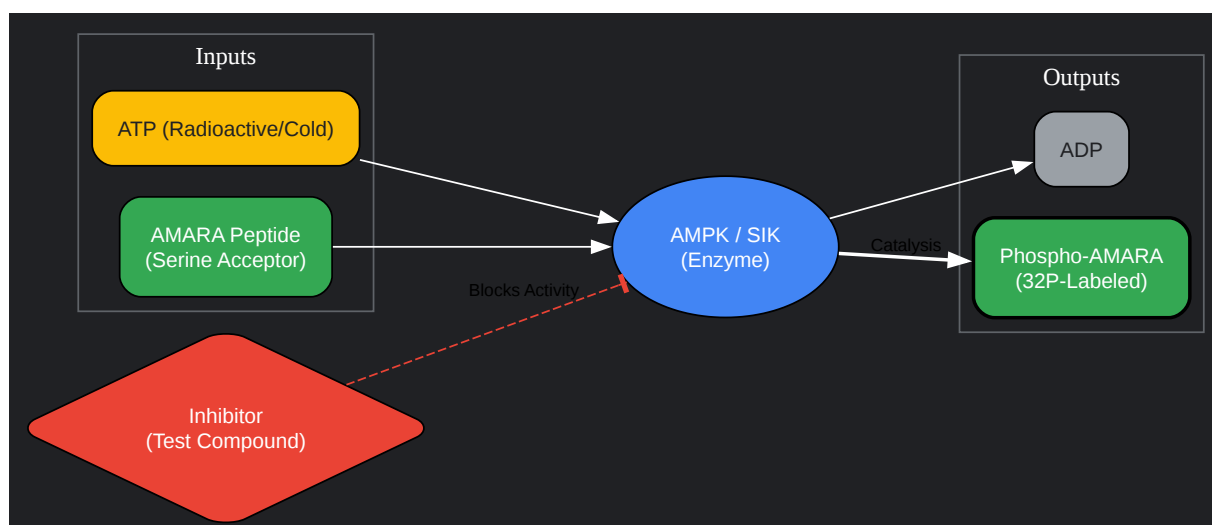 Inputs
ATP (Radioactive/Cold)
AMARA Peptide
(Serine Acceptor)
Inhibitor
(Test Compound)
Blocks Activity
AMPK / SIK
(Enzyme)
Catalysis
Outputs
ADP
Phospho-AMARA
(32P-Labeled)